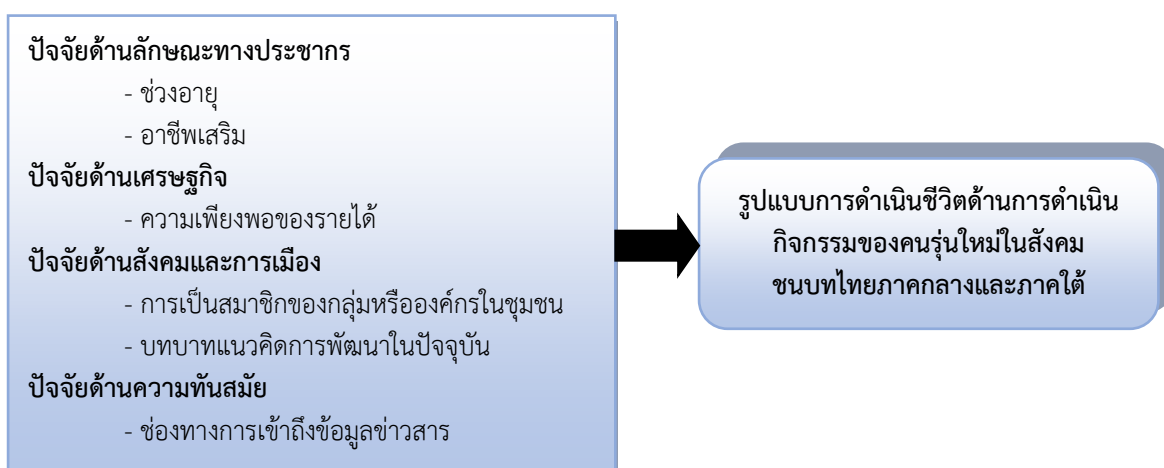 ปัจจัยด้านลักษณะทางประชากร
- ช่วงอายุ
- อาชีพเสริม
ปัจจัยด้านเศรษฐกิจ
- ความเพียงพอของรายได้
ปัจจัยด้านสังคมและการเมือง
- การเป็นสมาชิกของกลุ่มหรือองค์กรในชุมชน
- บทบาทแนวคิดการพัฒนาในปัจจุบัน
ปัจจัยด้านความทันสมัย
- ช่องทางการเข้าถึงข้อมูลข่าวสาร
รูปแบบการดำเนินชีวิตด้านการดำเนิน
กิจกรรมของคนรุ่นใหม่ในสังคม
ชนบทไทยภาคกลางและภาคใต้